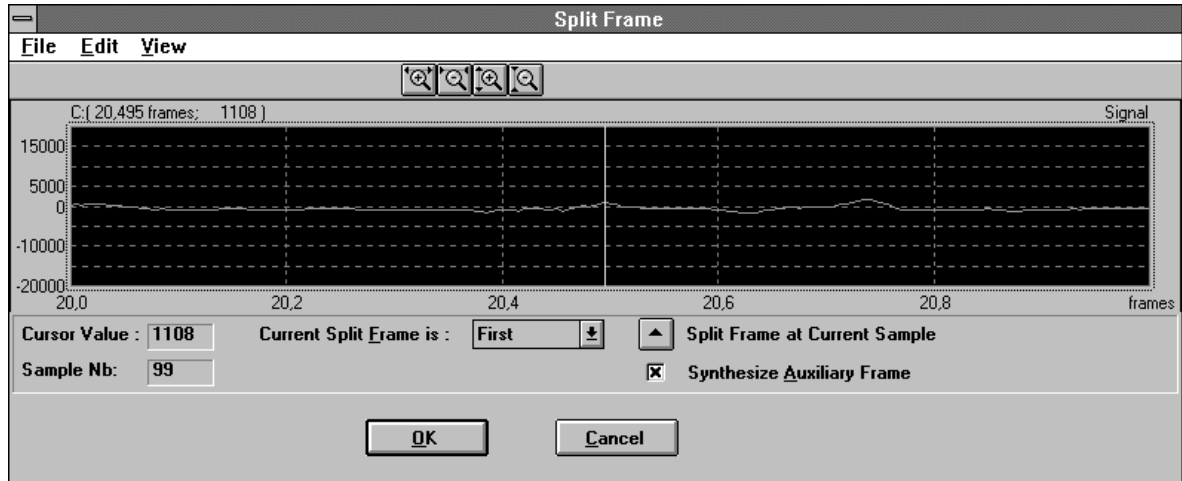 Split Frame
File Edit View
C:( 20,495 frames; 1108 ) Signal
15000
5000
0
-10000
-20000
20,0 20,2 20,4 20,6 20,8 frames
Cursor Value : 1108 Current Split Frame is : First Split Frame at Current Sample
Sample Nb: 99 Synthesize Auxiliary Frame
OK Cancel